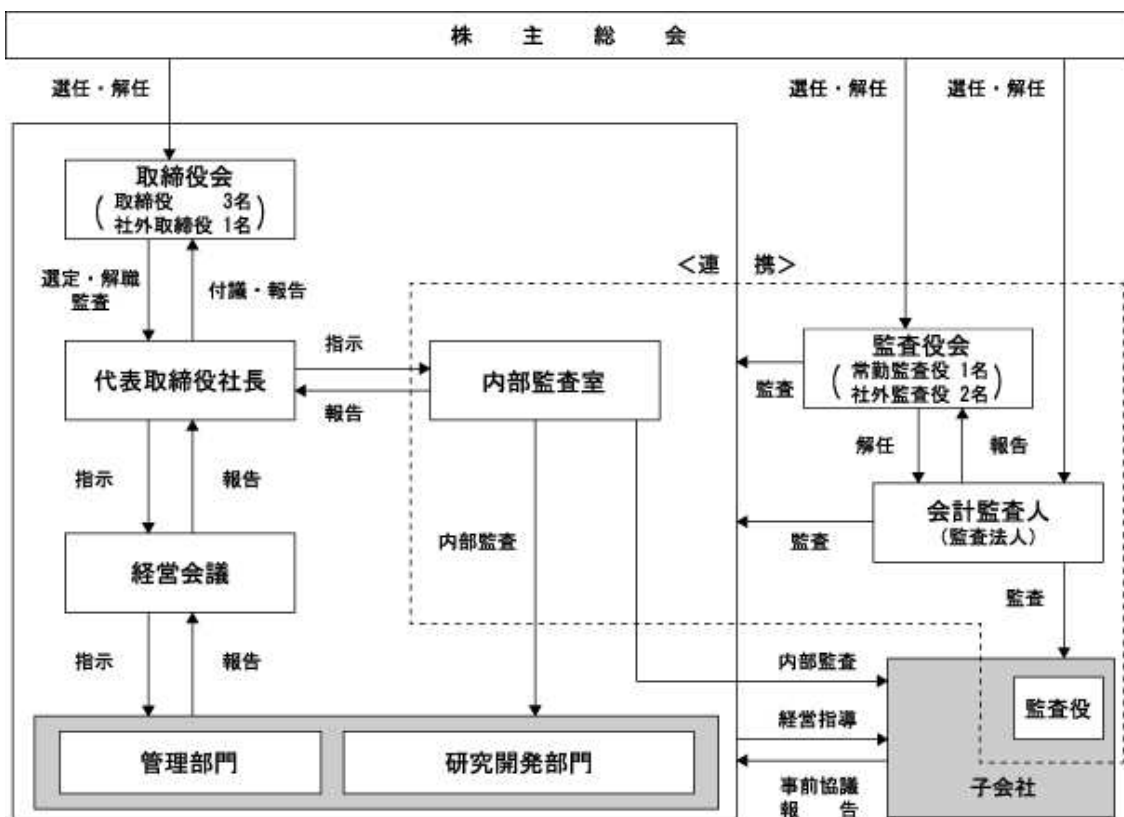 株 主 総 会
選任・解任
選任・解任
選任・解任
取締役会
(取締役 3名
社外取締役 1名)
選定・解職
監査
付議・報告
＜連 携＞
代表取締役社長
指示
報告
内部監査室
監査役会
(常勤監査役 1名
社外監査役 2名)
監査
解任
報告
指示
報告
会計監査人
(監査法人)
内部監査
監査
経営会議
監査
指示
報告
内部監査
監査役
経営指導
管理部門
研究開発部門
事前協議
報 告
子会社